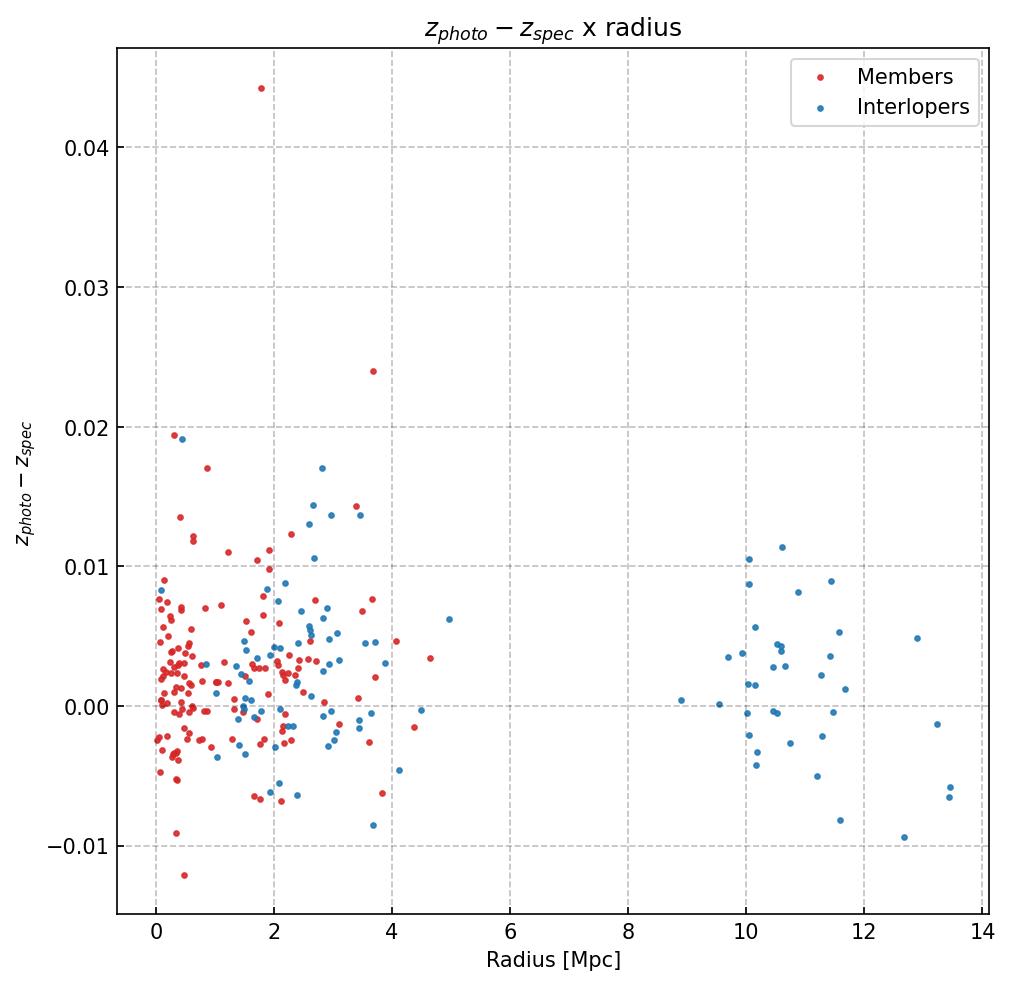 z_photo − z_spec x radius
Members
Interlopers
0.04
0.03
0.02
0.01
0.00
−0.01
z_photo − z_spec
0 2 4 6 8 10 12 14
Radius [Mpc]